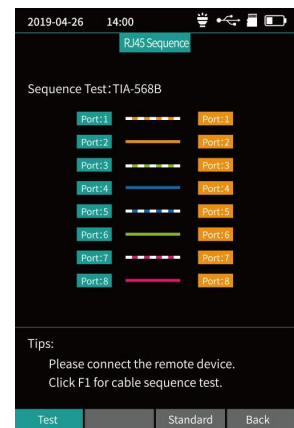 2019-04-26 14:00
RJ45 Sequence
Sequence Test:TIA-568B
Port:1 Port:1
Port:2 Port:2
Port:3 Port:3
Port:4 Port:4
Port:5 Port:5
Port:6 Port:6
Port:7 Port:7
Port:8 Port:8
Tips:
Please connect the remote device.
Click F1 for cable sequence test.
Test Standard Back